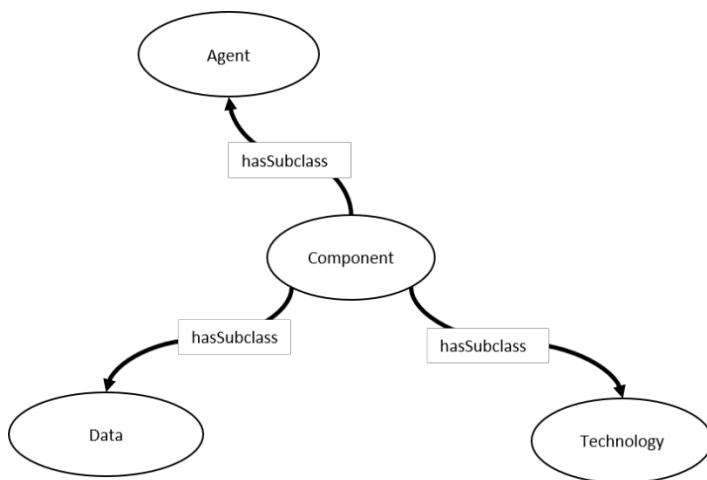 Agent
hasSubclass
Component
hasSubclass
hasSubclass
Data
Technology